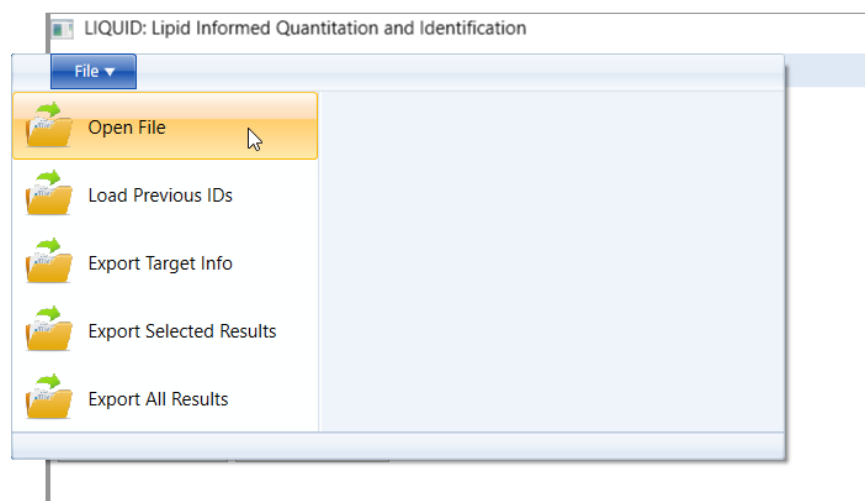 LIQUID: Lipid Informed Quantitation and Identification
File
Open File
Load Previous IDs
Export Target Info
Export Selected Results
Export All Results